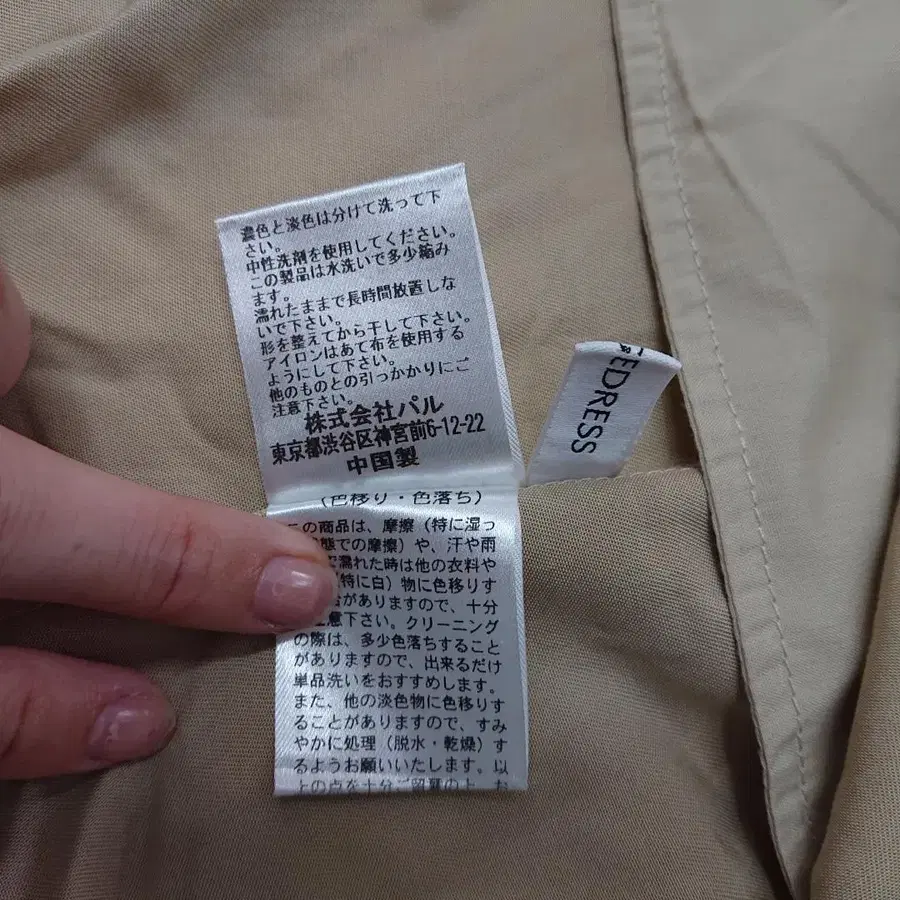 濃色と淡色は分けて洗って下
さい。
中性洗剤を使用してください。
この製品は水洗いで多少縮み
ます。
濡れたままで長時間放置しな
いで下さい。
形を整えてから干して下さい。
アイロンはあて布を使用する
ようにして下さい。
他のものとの引っかかりにご
注意下さい。
株式会社パル
東京都渋谷区神宮前6-12-22
中国製
(色移り・色落ち)
この商品は、摩擦(特に湿っ
態での摩擦)や、汗や雨
濡れた時は他の衣料や
特に白)物に色移りす
がありますので、十分
注意下さい。クリーニング
の際は、多少色落ちすること
がありますので、出来るだけ
単品洗いをおすすめします。
また、他の淡色物に色移りす
ることがありますので、すみ
やかに処理(脱水・乾燥)す
るようお願いいたします。以
上の点を十分ご留意の上、お
EDRESS